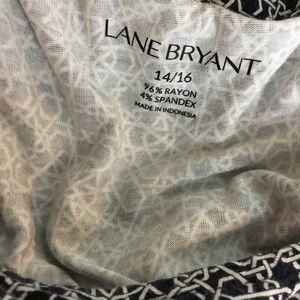 LANE BRYANT
14/16
96% RAYON
4% SPANDEX
MADE IN INDONESIA